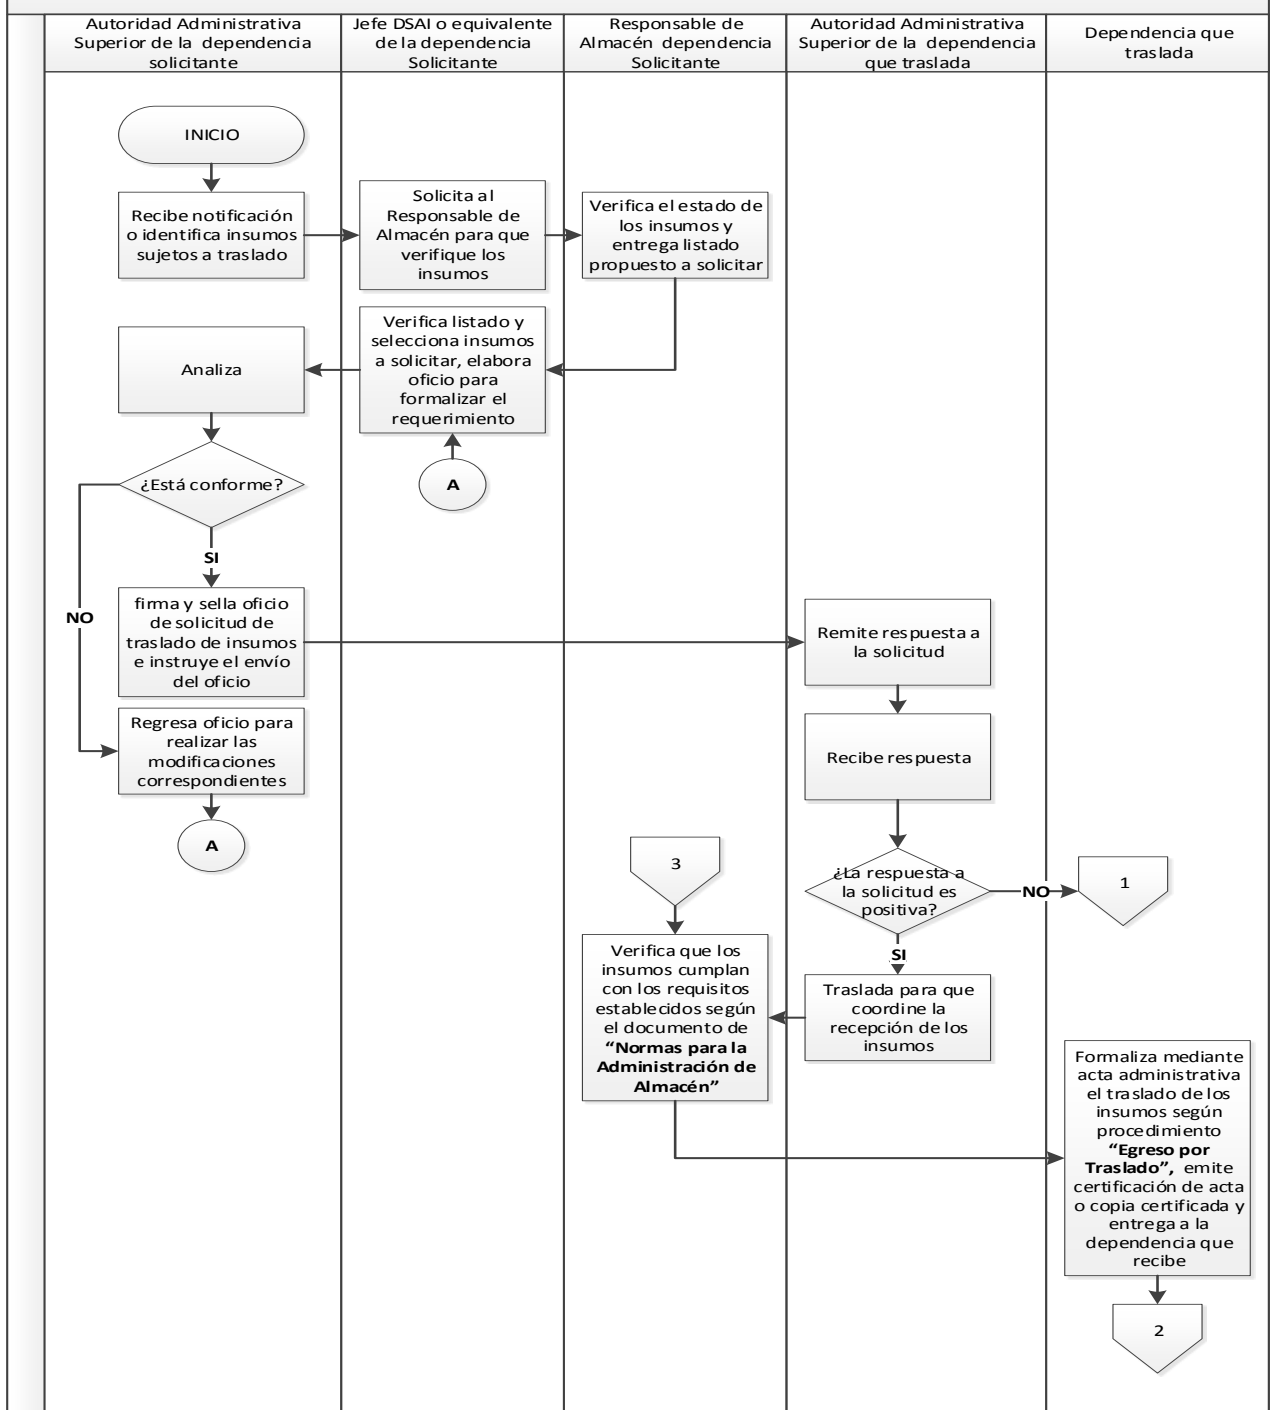 Autoridad Administrativa
Superior de la dependencia
solicitante
Jefe DSAI o equivalente
de la dependencia
Solicitante
Responsable de
Almacén dependencia
Solicitante
Autoridad Administrativa
Superior de la dependencia
que traslada
Dependencia que
traslada
INICIO
Recibe notificación
o identifica insumos
sujetos a traslado
Solicita al
Responsable de
Almacén para que
verifique los
insumos
Verifica el estado de
los insumos y
entrega listado
propuesto a solicitar
Verifica listado y
selecciona insumos
a solicitar, elabora
oficio para
formalizar el
requerimiento
Analiza
A
¿Está conforme?
SI
NO
firma y sella oficio
de solicitud de
traslado de insumos
e instruye el envío
del oficio
Remite respuesta a
la solicitud
Regresa oficio para
realizar las
modificaciones
correspondientes
Recibe respuesta
A
3
¿La respuesta a
la solicitud es
positiva?
NO
1
SI
Verifica que los
insumos cumplan
con los requisitos
establecidos según
el documento de
“Normas para la
Administración de
Almacén”
Traslada para que
coordine la
recepción de los
insumos
Formaliza mediante
acta administrativa
el traslado de los
insumos según
procedimiento
“Egreso por
Traslado”, emite
certificación de acta
o copia certificada y
entrega a la
dependencia que
recibe
2